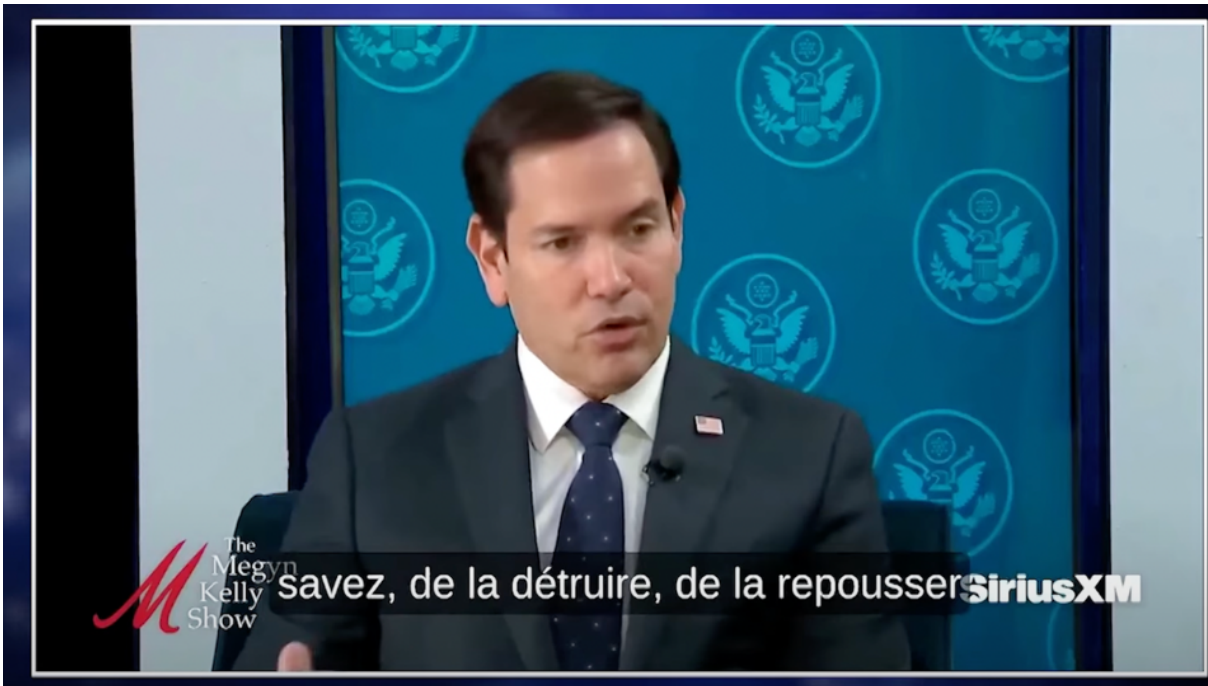 The
Megyn
Kelly
Show
savez, de la détruire, de la repousser
SiriusXM